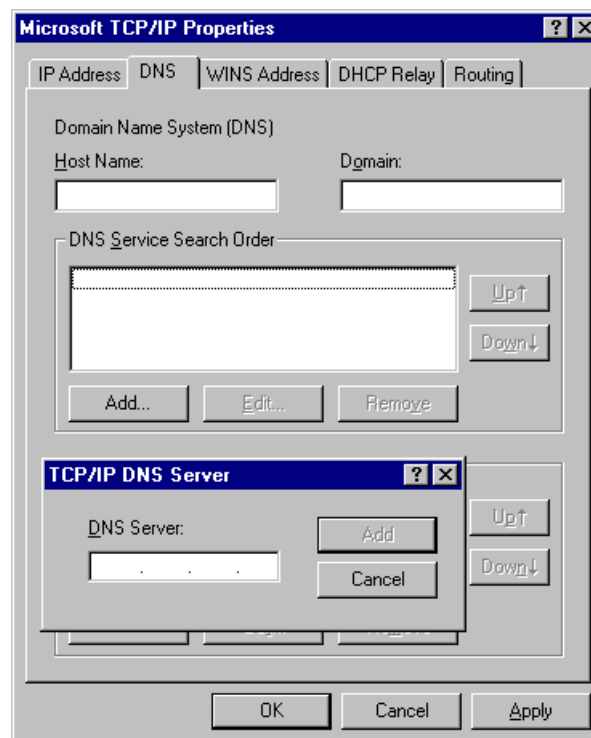 Microsoft TCP/IP Properties
IP Address DNS WINS Address DHCP Relay Routing
Domain Name System (DNS)
Host Name: Domain:
DNS Service Search Order
Up↑
Down↓
Add... Edit... Remove
TCP/IP DNS Server
DNS Server:
. . .
Add
Cancel
Up↑
Down↓
OK Cancel Apply